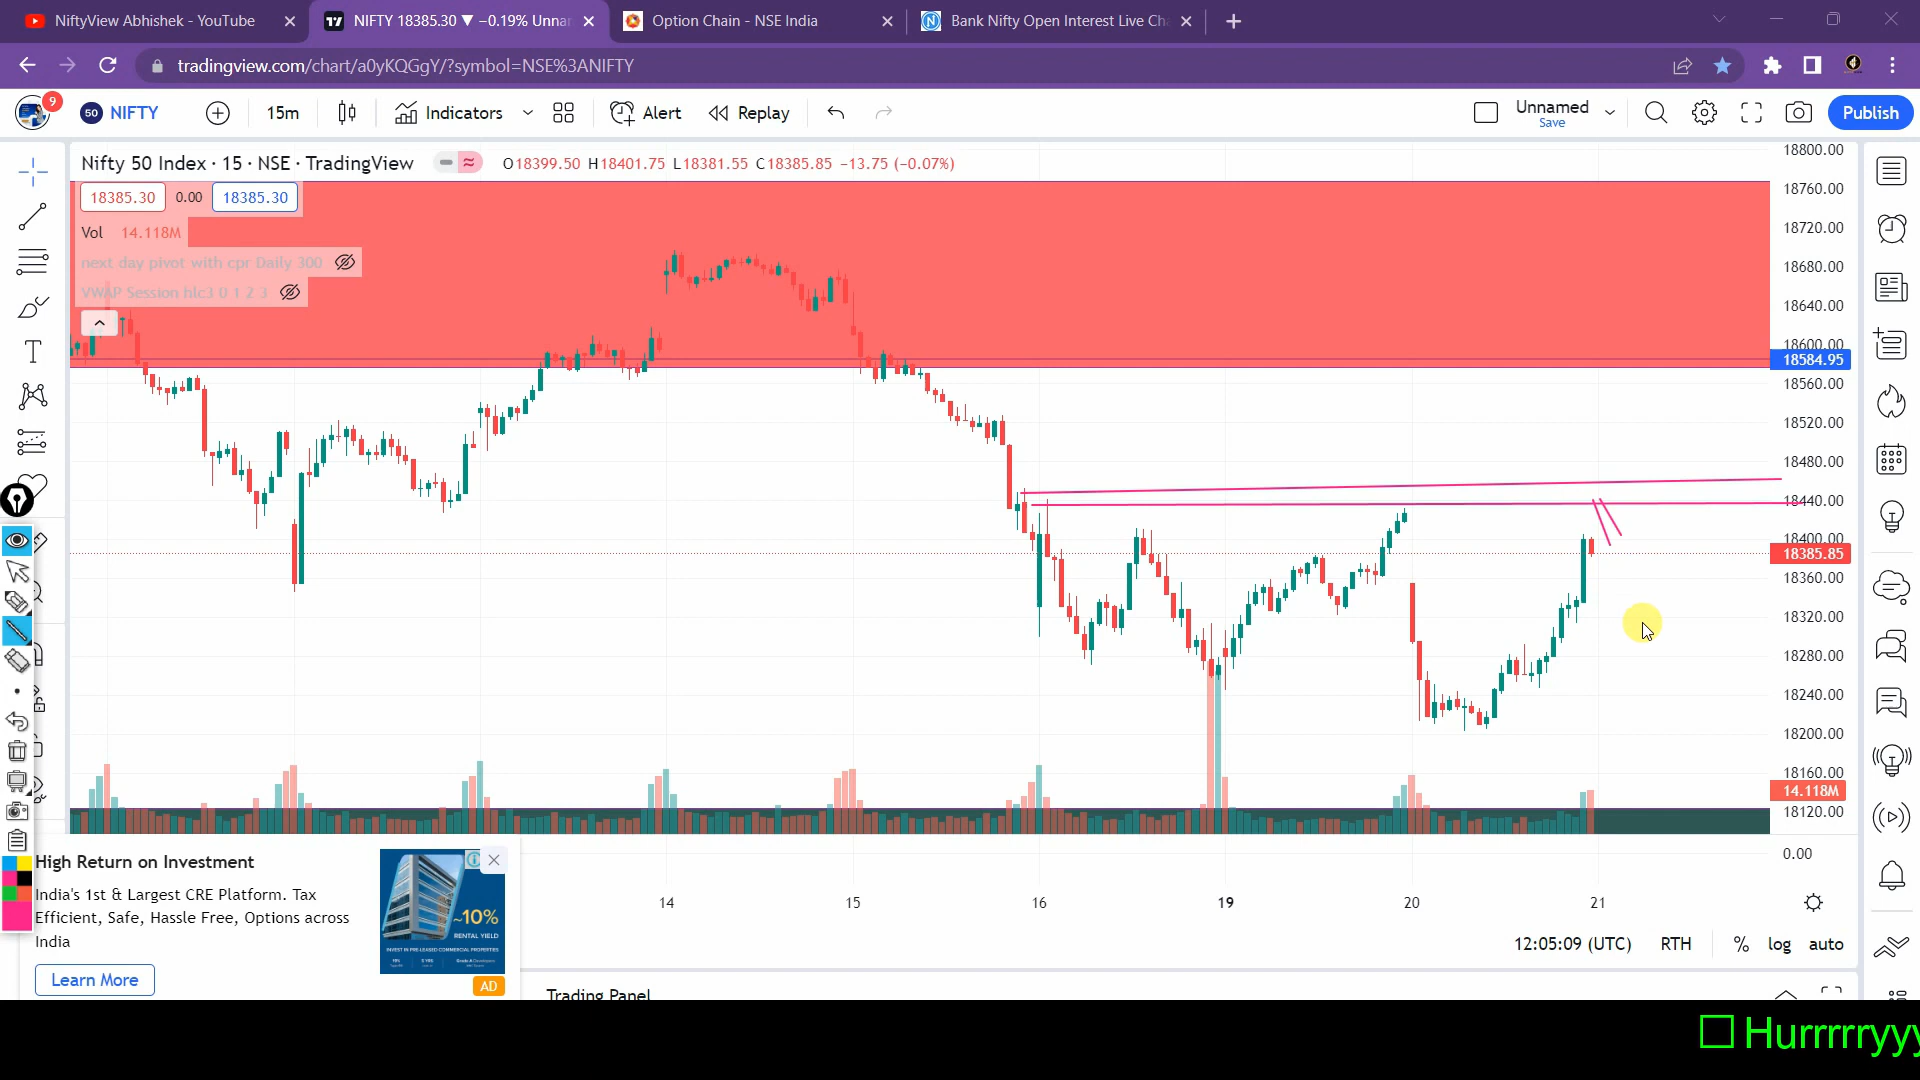 NiftyView Abhishek - YouTube
NIFTY 18385.30 ▼ −0.19% Unnar
Option Chain - NSE India
Bank Nifty Open Interest Live Ch
tradingview.com/chart/a0yKQGgY/?symbol=NSE%3ANIFTY
9
50 NIFTY
15m
Indicators
Alert
Replay
Unnamed
Save
Publish
Nifty 50 Index · 15 · NSE · TradingView
O18399.50 H18401.75 L18381.55 C18385.85 −13.75 (−0.07%)
18385.30 0.00 18385.30
Vol 14.118M
next day pivot with cpr Daily 300
VWAP Session hlc3 0 1 2 3
18800.00
18760.00
18720.00
18680.00
18640.00
18600.00
18584.95
18560.00
18520.00
18480.00
18440.00
18400.00
18385.85
18360.00
18320.00
18280.00
18240.00
18200.00
18160.00
14.118M
18120.00
0.00
14 15 16 19 20 21
12:05:09 (UTC) RTH % log auto
High Return on Investment
India's 1st & Largest CRE Platform. Tax
Efficient, Safe, Hassle Free, Options across
India
Learn More
~10%
RENTAL YIELD
INVEST IN PRE-LEASED COMMERCIAL PROPERTIES
AD
Trading Panel
Hurrrrryyy